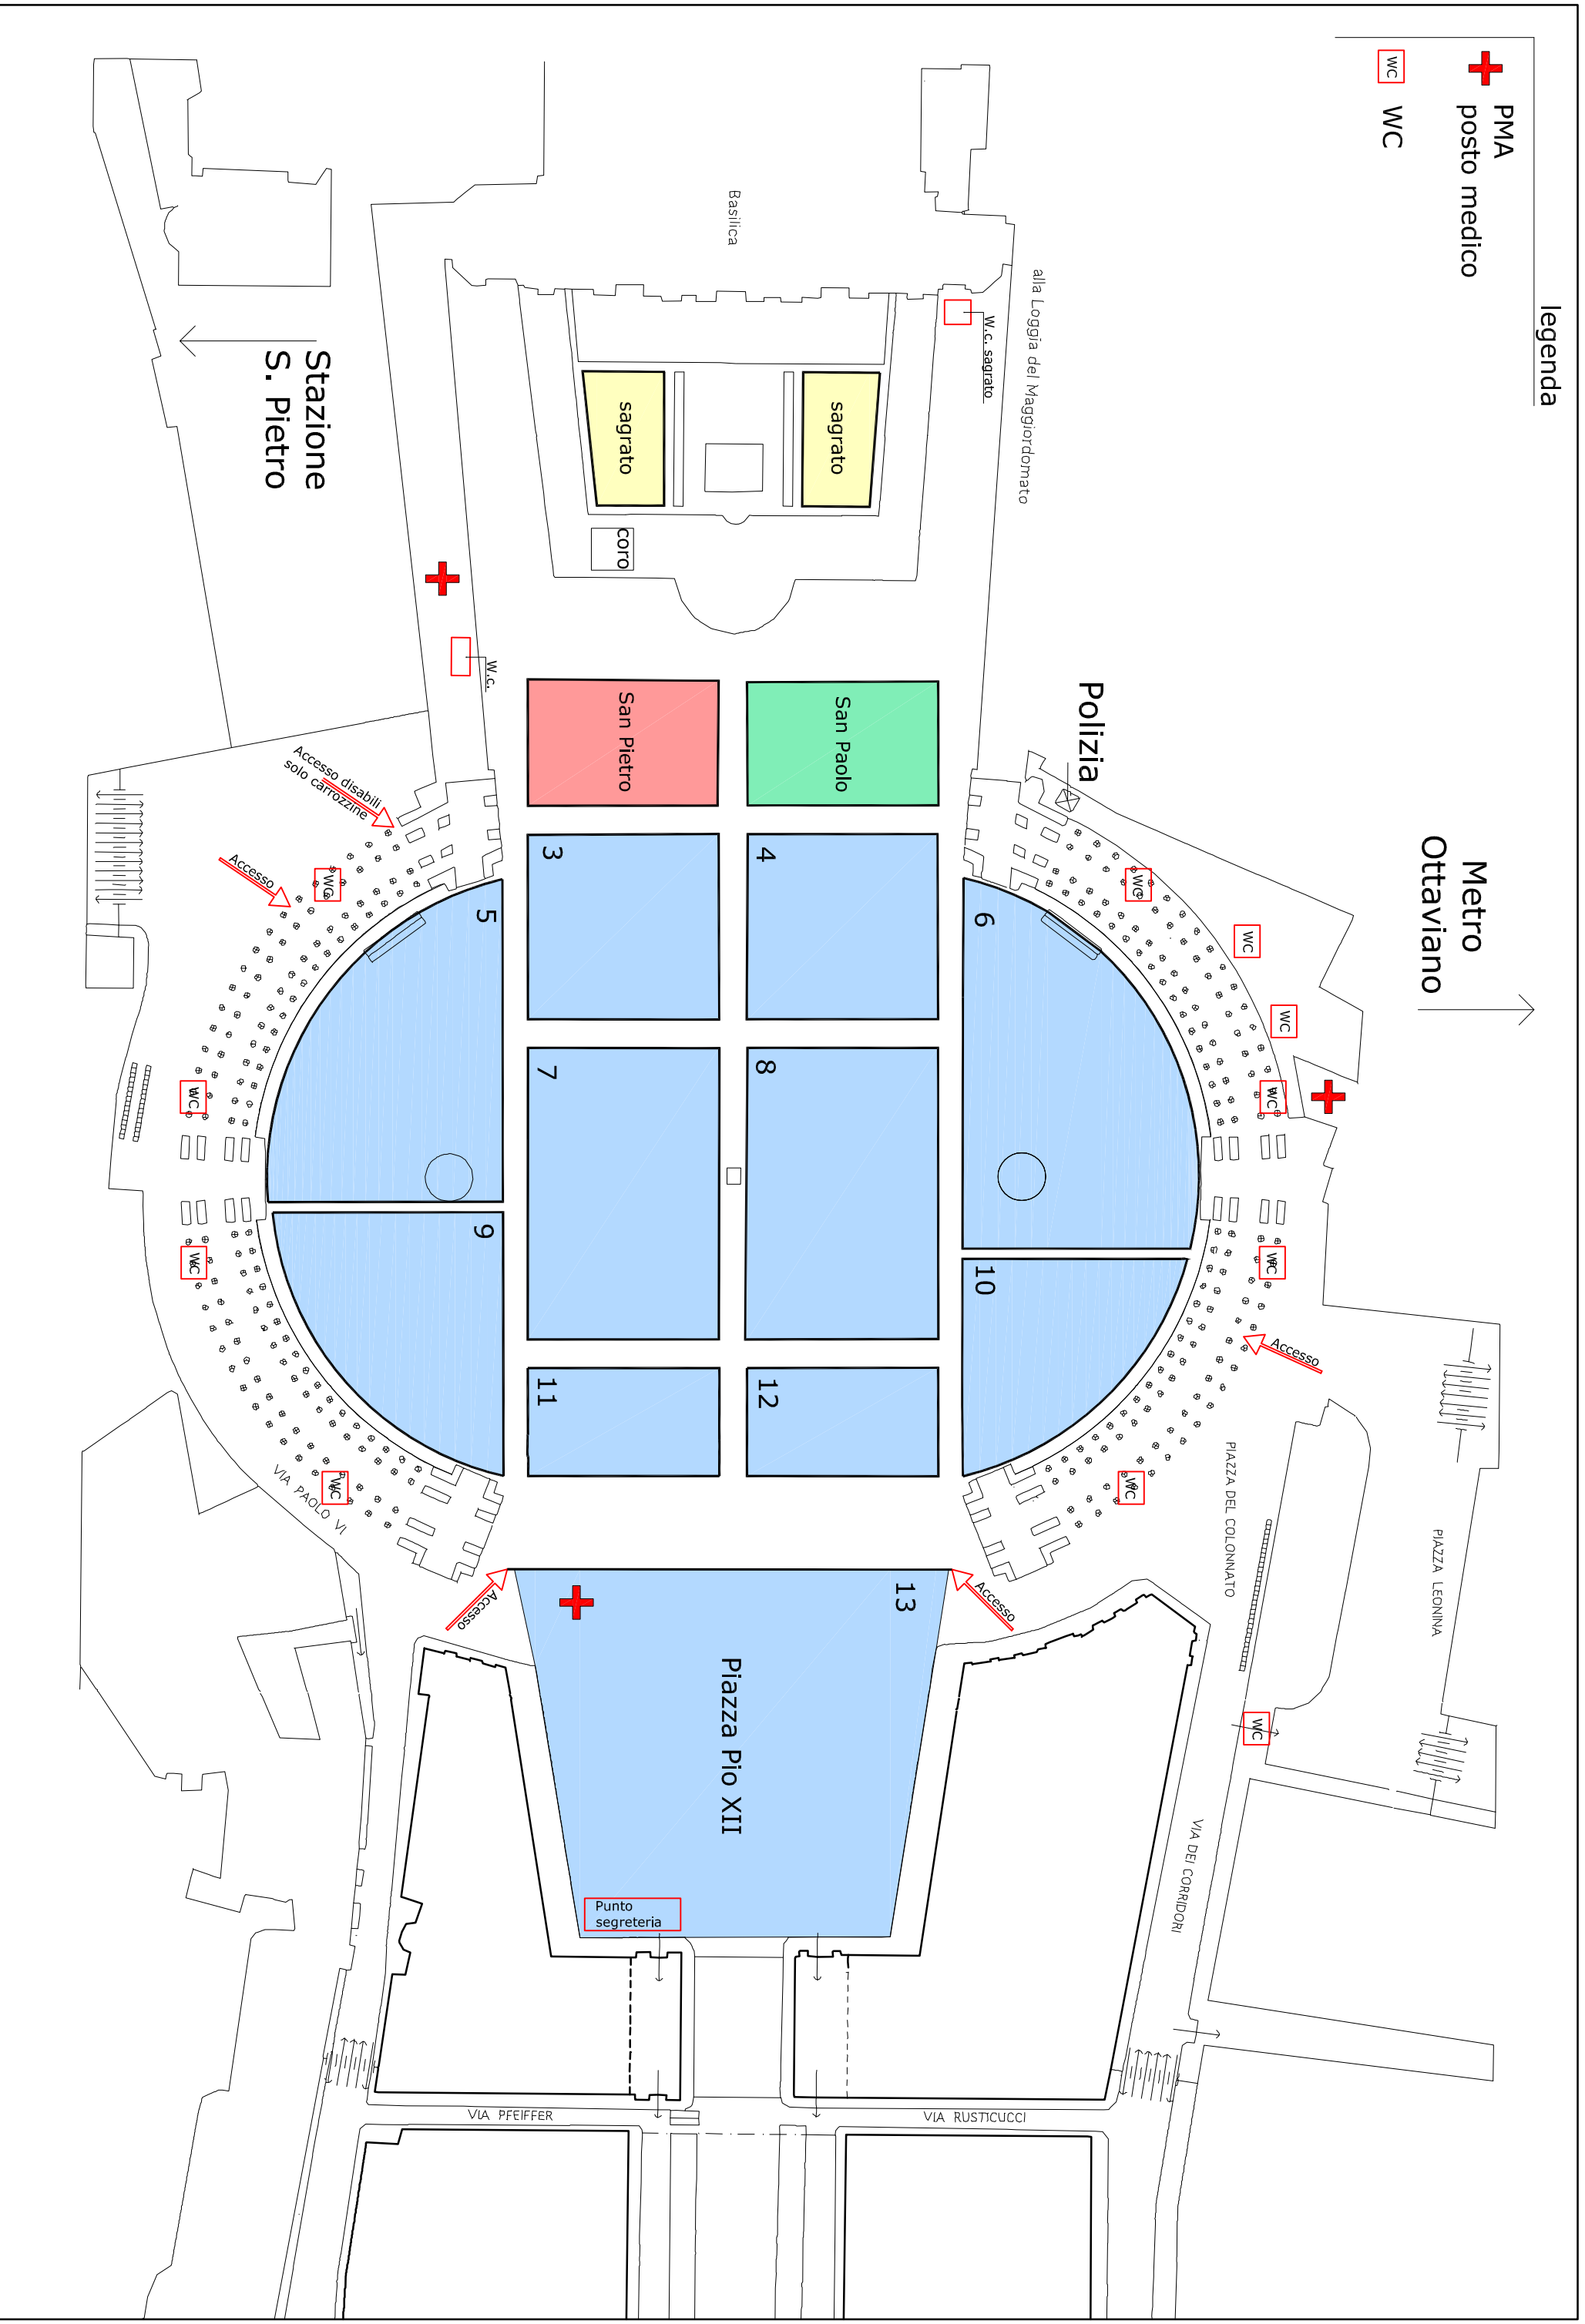 legenda
PMA
posto medico
WC
WC
Basilica
alla Loggia del Maggiordomato
W.c. sagrato
sagrato
sagrato
coro
Stazione
S. Pietro
W.c.
San Pietro
San Paolo
Polizia
Metro
Ottaviano
Accesso disabili
solo carrozzine
Accesso
WC
WC
WC
WC
WC
WC
WC
WC
WC
WC
WC
3
4
5
6
7
8
9
10
11
12
Accesso
VIA PAOLO VI
PIAZZA DEL COLONNATO
PIAZZA LEONINA
Accesso
Accesso
13
Piazza Pio XII
Punto
segreteria
VIA DEI CORRIDORI
VIA PFEIFFER
VIA RUSTICUCCI